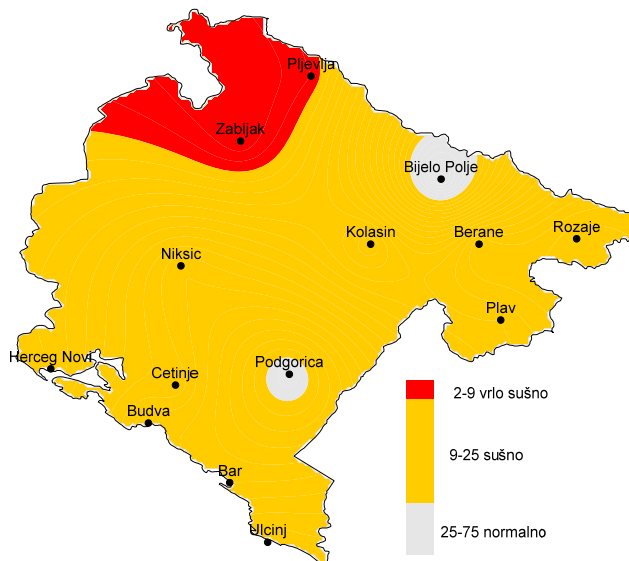 Pljevlja
Zabljak
Bijelo Polje
Rozaje
Kolasin
Berane
Niksic
Plav
Herceg Novi
Podgorica
Cetinje
Budva
Bar
Ulcinj
2-9 vrlo sušno
9-25 sušno
25-75 normalno